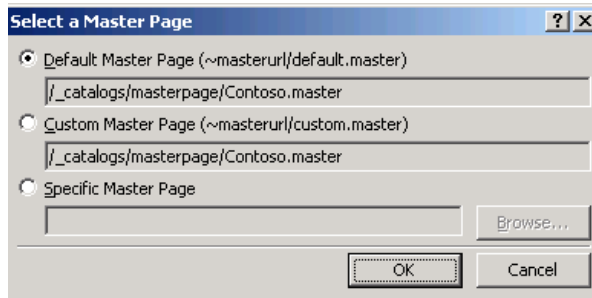 Select a Master Page
Default Master Page (~masterurl/default.master)
/_catalogs/masterpage/Contoso.master
Custom Master Page (~masterurl/custom.master)
/_catalogs/masterpage/Contoso.master
Specific Master Page
Browse...
OK Cancel